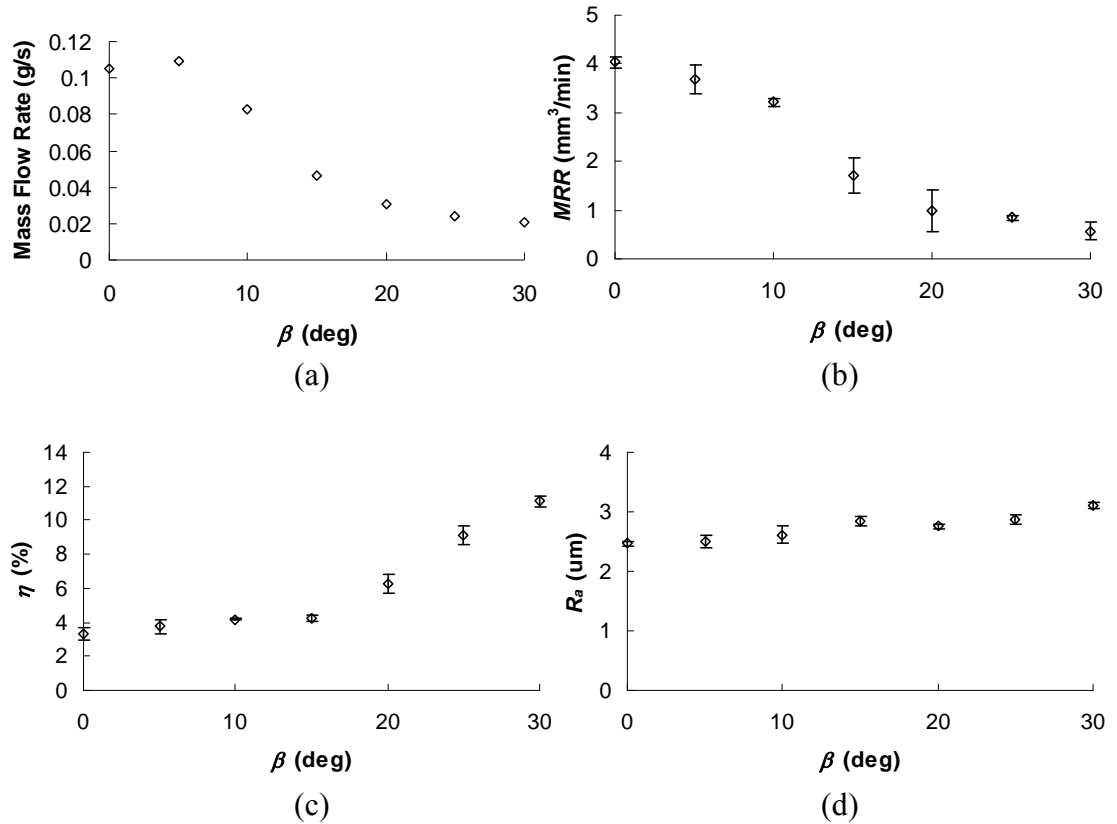 Mass Flow Rate (g/s)
0.12
0.1
0.08
0.06
0.04
0.02
0
0 10 20 30
β (deg)
(a)
MRR (mm³/min)
5
4
3
2
1
0
0 10 20 30
β (deg)
(b)
η (%)
14
12
10
8
6
4
2
0
0 10 20 30
β (deg)
(c)
Ra (um)
4
3
2
1
0
0 10 20 30
β (deg)
(d)